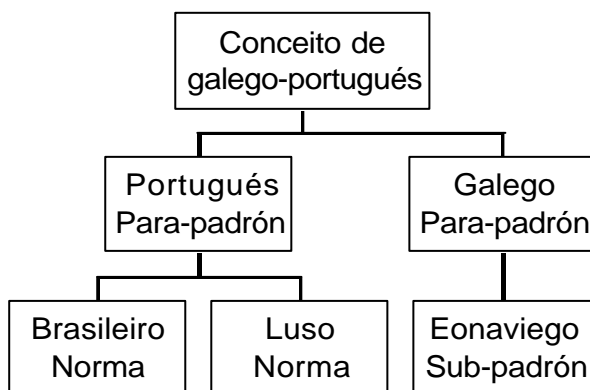 Conceito de
galego-portugués
Portugués
Para-padrón
Galego
Para-padrón
Brasileiro
Norma
Luso
Norma
Eonaviego
Sub-padrón